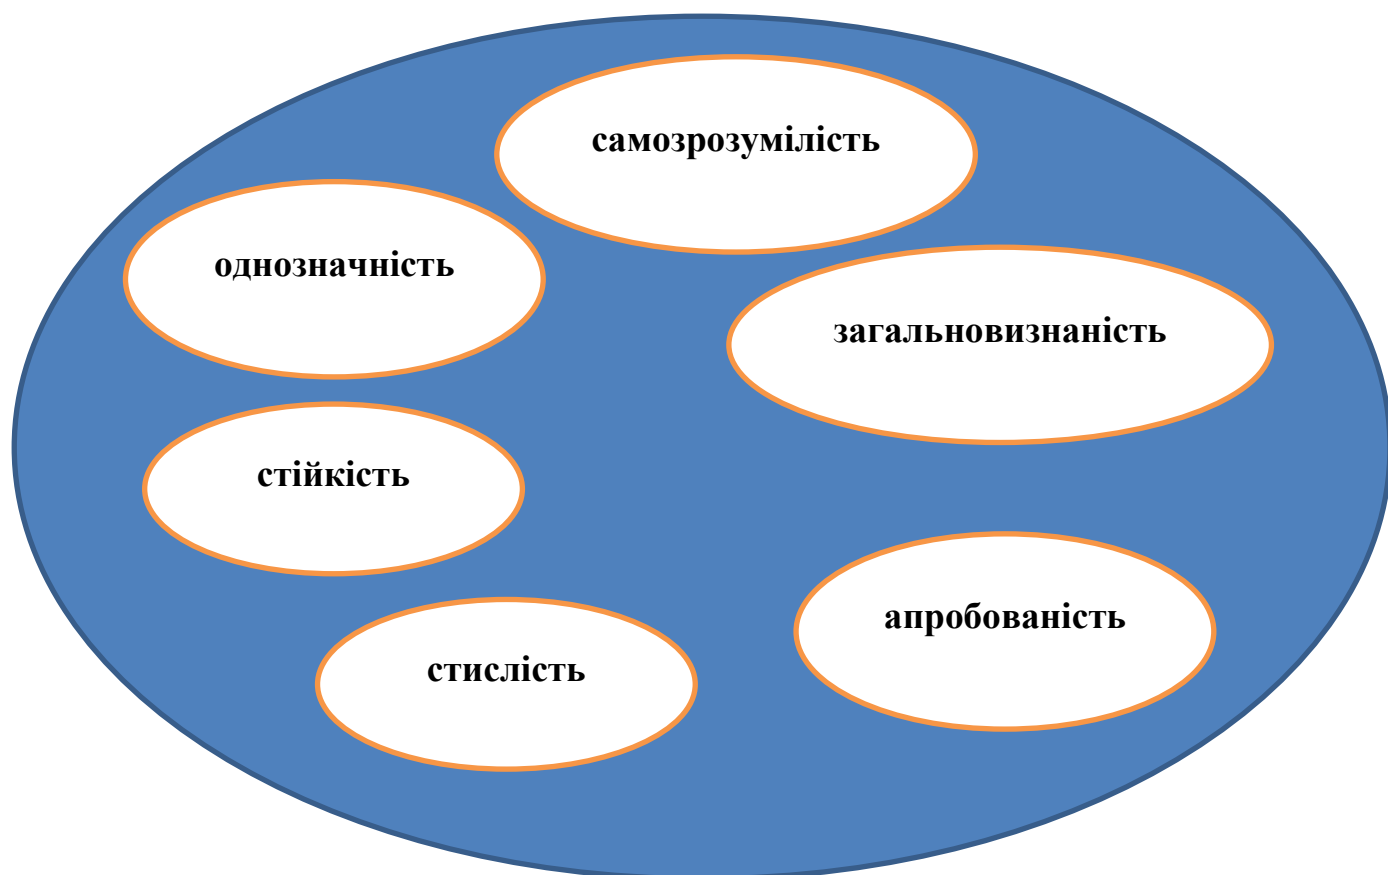 самозрозумілість
однозначність
загальновизнаність
стійкість
апробованість
стислість